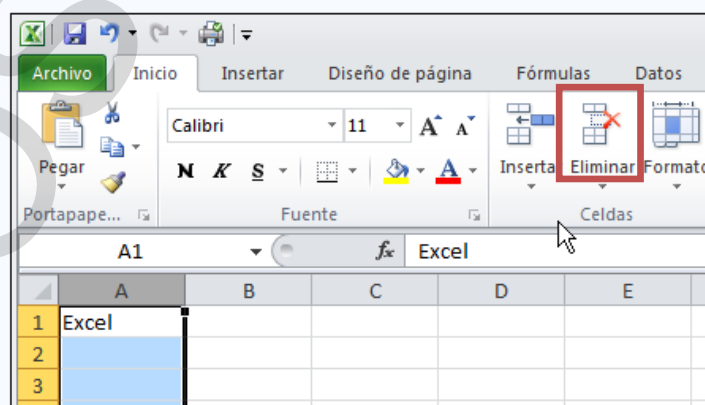 Archivo Inicio Insertar Diseño de página Fórmulas Datos
Calibri 11 A A
Pegar N K S A Insertar Eliminar Formato
Portapape... Fuente Celdas
A1 fx Excel
A B C D E
1 Excel
2
3